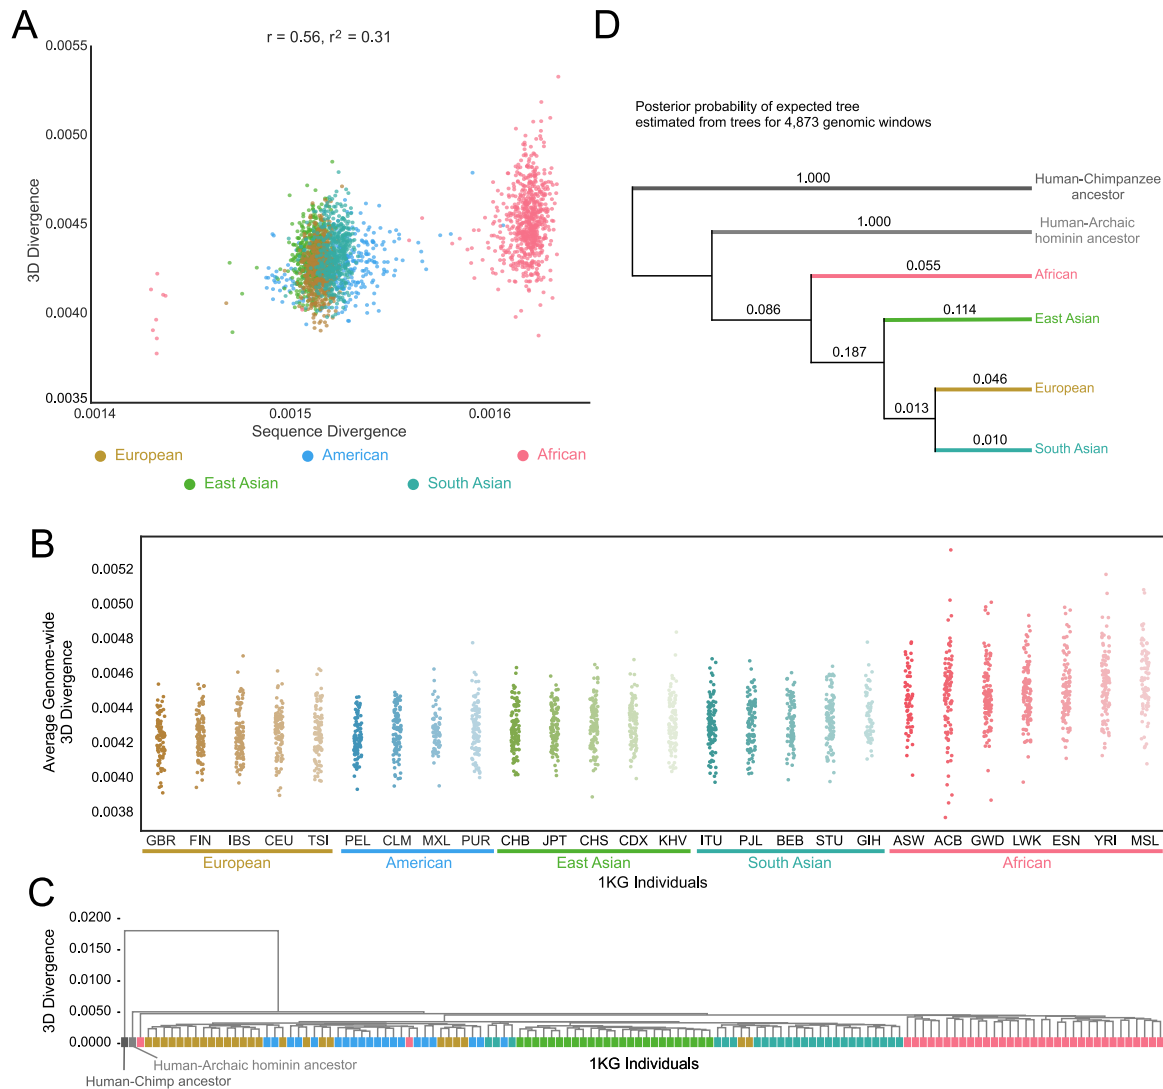 A
r = 0.56, r² = 0.31
0.0055
0.0050
0.0045
0.0040
0.0035
3D Divergence
0.0014
0.0015
0.0016
Sequence Divergence
European
American
African
East Asian
South Asian
D
Posterior probability of expected tree
estimated from trees for 4,873 genomic windows
1.000
Human-Chimpanzee
ancestor
1.000
Human-Archaic
hominin ancestor
0.055
African
0.086
0.114
East Asian
0.187
0.046
European
0.013
0.010
South Asian
B
Average Genome-wide
3D Divergence
0.0052
0.0050
0.0048
0.0046
0.0044
0.0042
0.0040
0.0038
GBR FIN IBS CEU TSI PEL CLM MXL PUR CHB JPT CHS CDX KHV ITU PJL BEB STU GIH ASW ACB GWD LWK ESN YRI MSL
European American East Asian South Asian African
1KG Individuals
C
3D Divergence
0.0200
0.0150
0.0100
0.0050
0.0000
Human-Archaic hominin ancestor
1KG Individuals
Human-Chimp ancestor